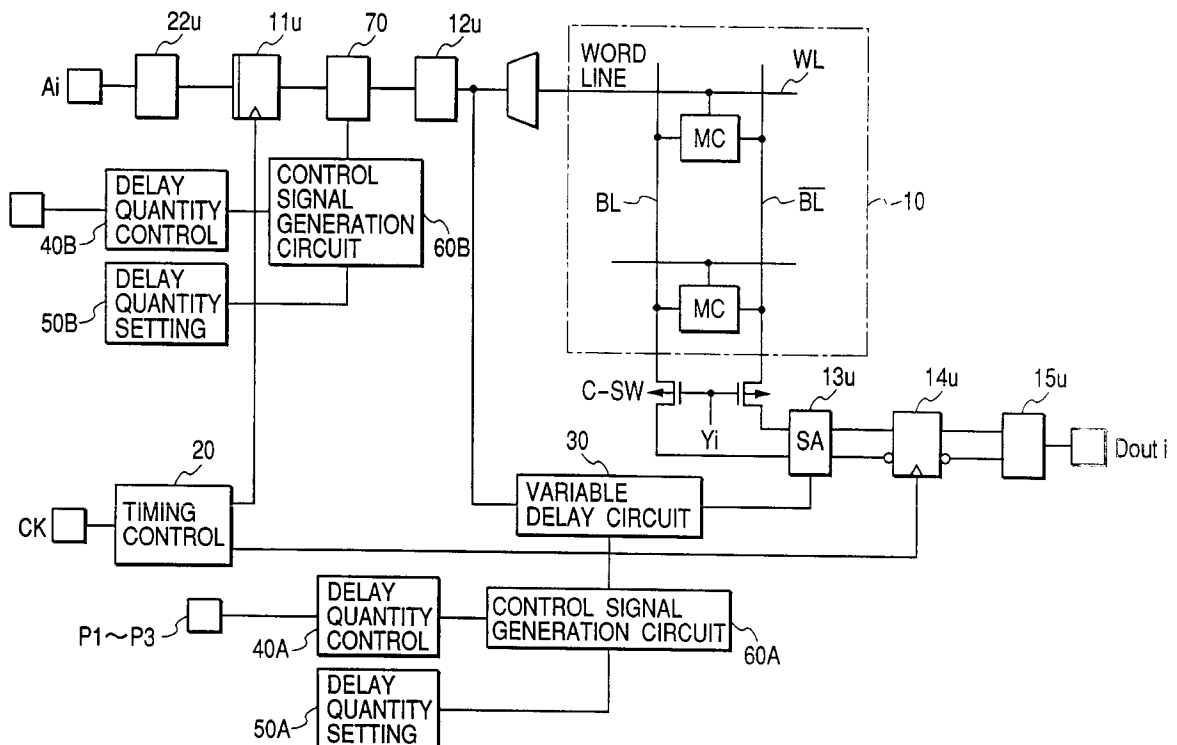 22u
11u
70
12u
Ai
WORD
LINE
WL
MC
DELAY
QUANTITY
CONTROL
40B
CONTROL
SIGNAL
GENERATION
CIRCUIT
60B
BL
B̅L̅
10
DELAY
QUANTITY
SETTING
50B
MC
C-SW
Yi
13u
14u
15u
SA
Dout i
20
TIMING
CONTROL
CK
30
VARIABLE
DELAY CIRCUIT
P1~P3
DELAY
QUANTITY
CONTROL
40A
CONTROL SIGNAL
GENERATION CIRCUIT
60A
DELAY
QUANTITY
SETTING
50A